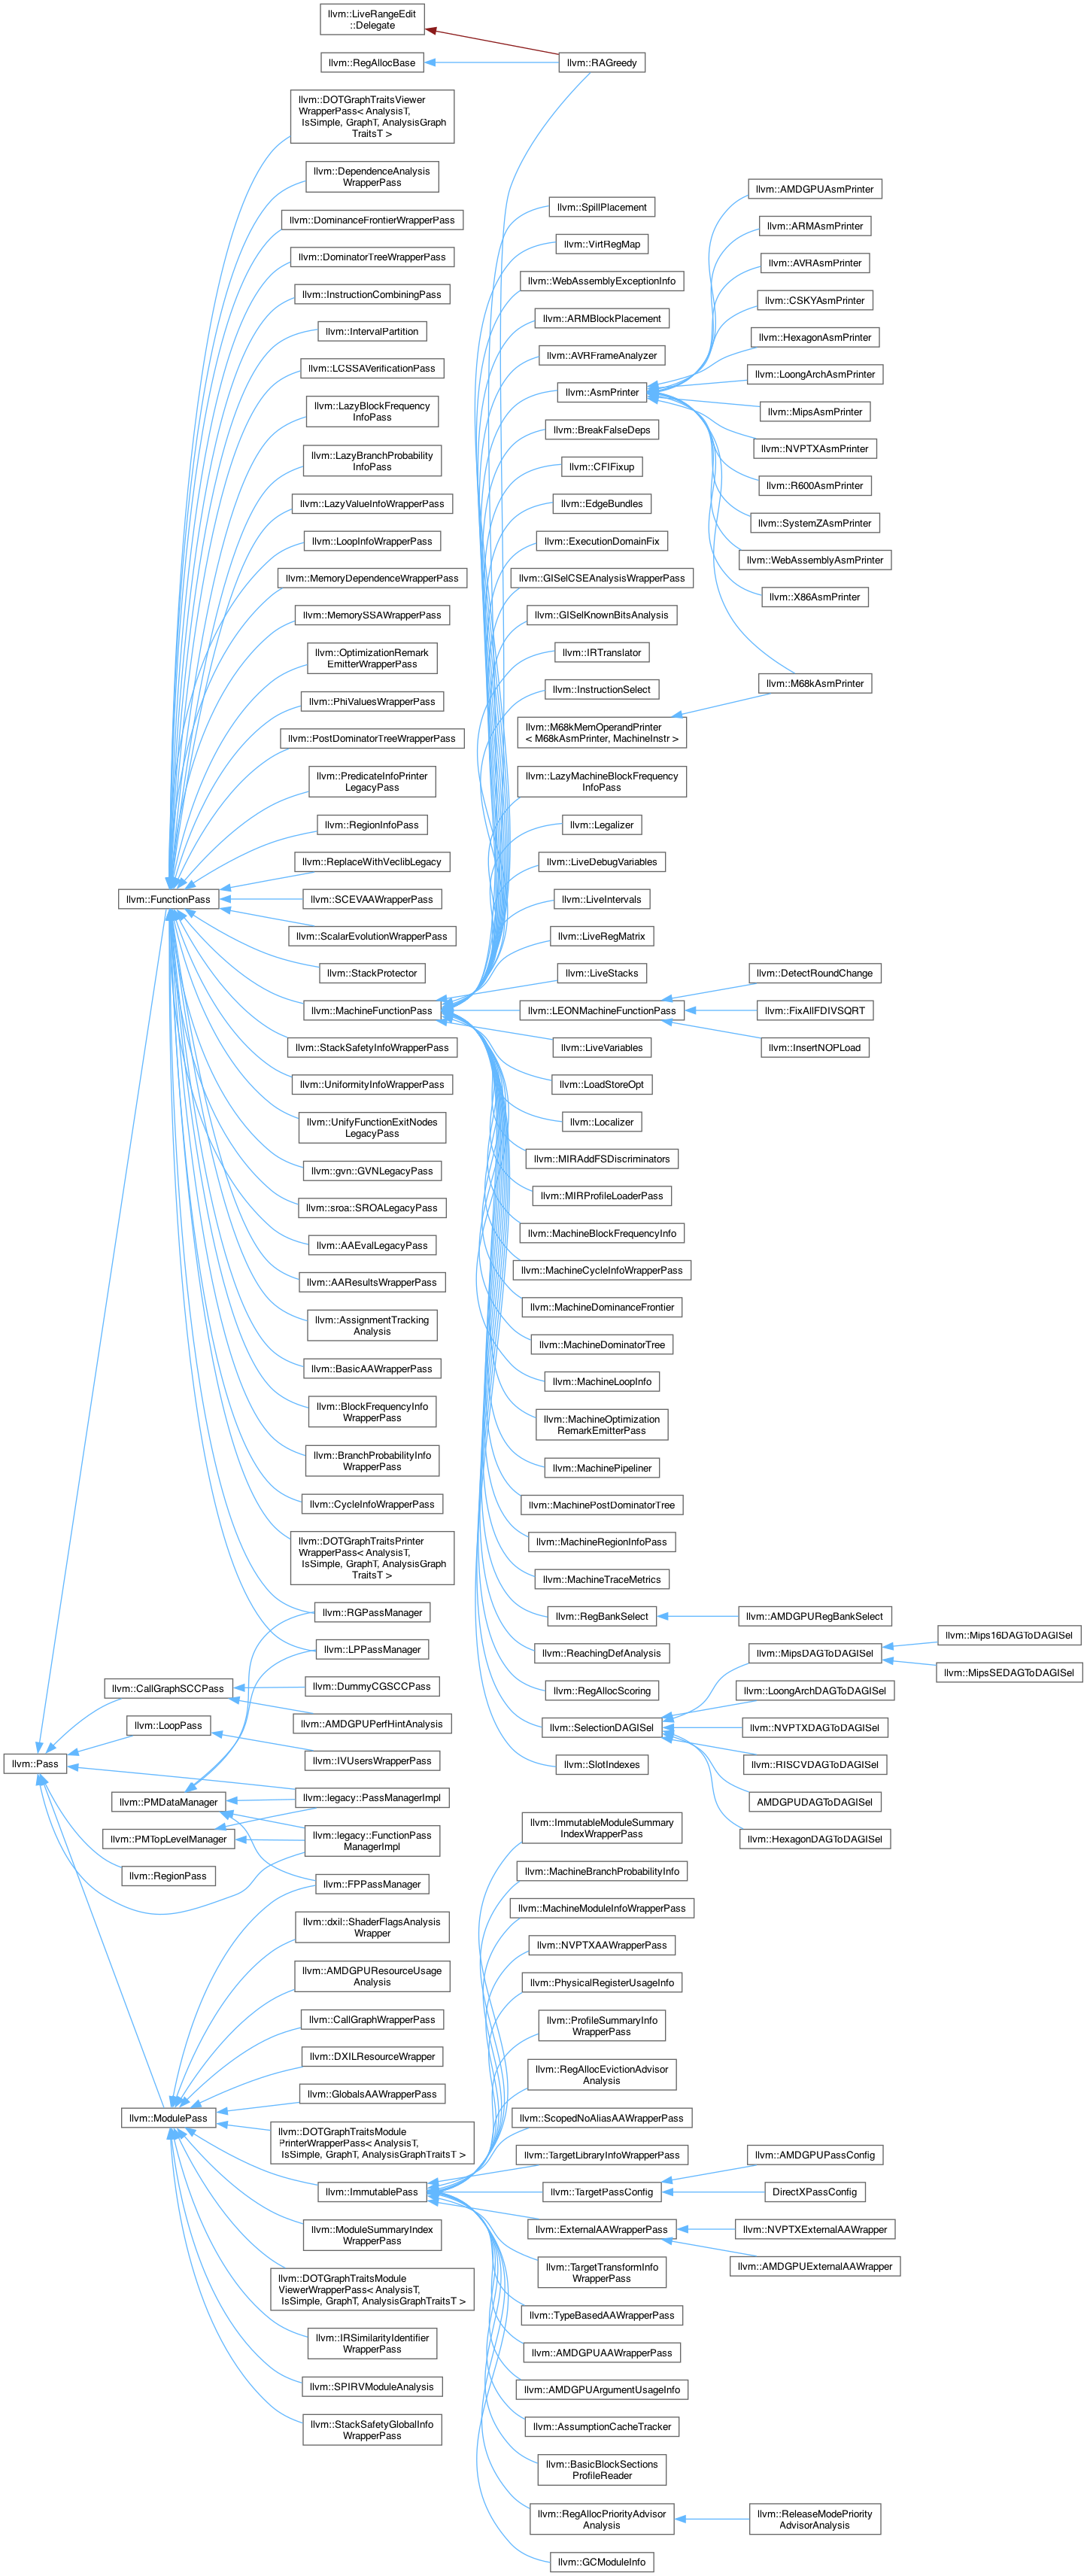 llvm::LiveRangeEdit
::Delegate
llvm::RegAllocBase
llvm::RAGreedy
llvm::DOTGraphTraitsViewer
WrapperPass< AnalysisT,
IsSimple, GraphT, AnalysisGraph
TraitsT >
llvm::DependenceAnalysis
WrapperPass
llvm::DominanceFrontierWrapperPass
llvm::DominatorTreeWrapperPass
llvm::InstructionCombiningPass
llvm::IntervalPartition
llvm::LCSSAVerificationPass
llvm::LazyBlockFrequency
InfoPass
llvm::LazyBranchProbability
InfoPass
llvm::LazyValueInfoWrapperPass
llvm::LoopInfoWrapperPass
llvm::MemoryDependenceWrapperPass
llvm::MemorySSAWrapperPass
llvm::OptimizationRemark
EmitterWrapperPass
llvm::PhiValuesWrapperPass
llvm::PostDominatorTreeWrapperPass
llvm::PredicateInfoPrinter
LegacyPass
llvm::RegionInfoPass
llvm::ReplaceWithVeclibLegacy
llvm::FunctionPass
llvm::SCEVAAWrapperPass
llvm::ScalarEvolutionWrapperPass
llvm::StackProtector
llvm::MachineFunctionPass
llvm::StackSafetyInfoWrapperPass
llvm::UniformityInfoWrapperPass
llvm::UnifyFunctionExitNodes
LegacyPass
llvm::gvn::GVNLegacyPass
llvm::sroa::SROALegacyPass
llvm::AAEvalLegacyPass
llvm::AAResultsWrapperPass
llvm::AssignmentTracking
Analysis
llvm::BasicAAWrapperPass
llvm::BlockFrequencyInfo
WrapperPass
llvm::BranchProbabilityInfo
WrapperPass
llvm::CycleInfoWrapperPass
llvm::DOTGraphTraitsPrinter
WrapperPass< AnalysisT,
IsSimple, GraphT, AnalysisGraph
TraitsT >
llvm::RGPassManager
llvm::LPPassManager
llvm::SpillPlacement
llvm::VirtRegMap
llvm::WebAssemblyExceptionInfo
llvm::ARMBlockPlacement
llvm::AVRFrameAnalyzer
llvm::AsmPrinter
llvm::BreakFalseDeps
llvm::CFIFixup
llvm::EdgeBundles
llvm::ExecutionDomainFix
llvm::GISelCSEAnalysisWrapperPass
llvm::GISelKnownBitsAnalysis
llvm::IRTranslator
llvm::InstructionSelect
llvm::M68kMemOperandPrinter
< M68kAsmPrinter, MachineInstr >
llvm::LazyMachineBlockFrequency
InfoPass
llvm::Legalizer
llvm::LiveDebugVariables
llvm::LiveIntervals
llvm::LiveRegMatrix
llvm::LiveStacks
llvm::LEONMachineFunctionPass
llvm::LiveVariables
llvm::LoadStoreOpt
llvm::Localizer
llvm::MIRAddFSDiscriminators
llvm::MIRProfileLoaderPass
llvm::MachineBlockFrequencyInfo
llvm::MachineCycleInfoWrapperPass
llvm::MachineDominanceFrontier
llvm::MachineDominatorTree
llvm::MachineLoopInfo
llvm::MachineOptimization
RemarkEmitterPass
llvm::MachinePipeliner
llvm::MachinePostDominatorTree
llvm::MachineRegionInfoPass
llvm::MachineTraceMetrics
llvm::RegBankSelect
llvm::ReachingDefAnalysis
llvm::RegAllocScoring
llvm::SelectionDAGISel
llvm::SlotIndexes
llvm::AMDGPUAsmPrinter
llvm::ARMAsmPrinter
llvm::AVRAsmPrinter
llvm::CSKYAsmPrinter
llvm::HexagonAsmPrinter
llvm::LoongArchAsmPrinter
llvm::MipsAsmPrinter
llvm::NVPTXAsmPrinter
llvm::R600AsmPrinter
llvm::SystemZAsmPrinter
llvm::WebAssemblyAsmPrinter
llvm::X86AsmPrinter
llvm::M68kAsmPrinter
llvm::DetectRoundChange
llvm::FixAllFDIVSQRT
llvm::InsertNOPLoad
llvm::AMDGPURegBankSelect
llvm::MipsDAGToDAGISel
llvm::Mips16DAGToDAGISel
llvm::MipsSEDAGToDAGISel
llvm::LoongArchDAGToDAGISel
llvm::NVPTXDAGToDAGISel
llvm::RISCVDAGToDAGISel
AMDGPUDAGToDAGISel
llvm::HexagonDAGToDAGISel
llvm::Pass
llvm::CallGraphSCCPass
llvm::LoopPass
llvm::PMDataManager
llvm::PMTopLevelManager
llvm::RegionPass
llvm::DummyCGSCCPass
llvm::AMDGPUPerfHintAnalysis
llvm::IVUsersWrapperPass
llvm::legacy::PassManagerImpl
llvm::legacy::FunctionPass
ManagerImpl
llvm::FPPassManager
llvm::ModulePass
llvm::dxil::ShaderFlagsAnalysis
Wrapper
llvm::AMDGPUResourceUsage
Analysis
llvm::CallGraphWrapperPass
llvm::DXILResourceWrapper
llvm::GlobalsAAWrapperPass
llvm::DOTGraphTraitsModule
PrinterWrapperPass< AnalysisT,
IsSimple, GraphT, AnalysisGraphTraitsT >
llvm::ImmutablePass
llvm::ModuleSummaryIndex
WrapperPass
llvm::DOTGraphTraitsModule
ViewerWrapperPass< AnalysisT,
IsSimple, GraphT, AnalysisGraphTraitsT >
llvm::IRSimilarityIdentifier
WrapperPass
llvm::SPIRVModuleAnalysis
llvm::StackSafetyGlobalInfo
WrapperPass
llvm::ImmutableModuleSummary
IndexWrapperPass
llvm::MachineBranchProbabilityInfo
llvm::MachineModuleInfoWrapperPass
llvm::NVPTXAAWrapperPass
llvm::PhysicalRegisterUsageInfo
llvm::ProfileSummaryInfo
WrapperPass
llvm::RegAllocEvictionAdvisor
Analysis
llvm::ScopedNoAliasAAWrapperPass
llvm::TargetLibraryInfoWrapperPass
llvm::TargetPassConfig
llvm::ExternalAAWrapperPass
llvm::TargetTransformInfo
WrapperPass
llvm::TypeBasedAAWrapperPass
llvm::AMDGPUAAWrapperPass
llvm::AMDGPUArgumentUsageInfo
llvm::AssumptionCacheTracker
llvm::BasicBlockSections
ProfileReader
llvm::RegAllocPriorityAdvisor
Analysis
llvm::GCModuleInfo
llvm::AMDGPUPassConfig
DirectXPassConfig
llvm::NVPTXExternalAAWrapper
llvm::AMDGPUExternalAAWrapper
llvm::ReleaseModePriority
AdvisorAnalysis